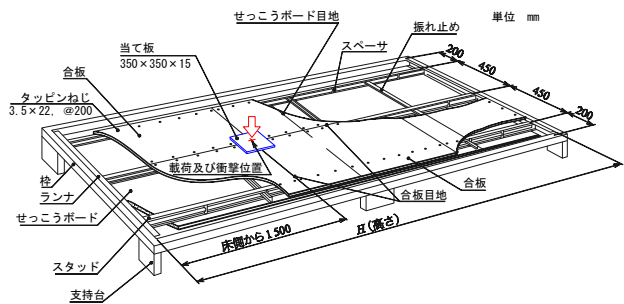 単位 mm
せっこうボード目地
振れ止め
スペーサ
当て板
350×350×15
合板
タッピンねじ
3.5×22, @200
200
450
450
200
載荷及び衝撃位置
枠
ランナ
せっこうボード
合板
合板目地
床側から1500
H(高さ)
スタッド
支持台